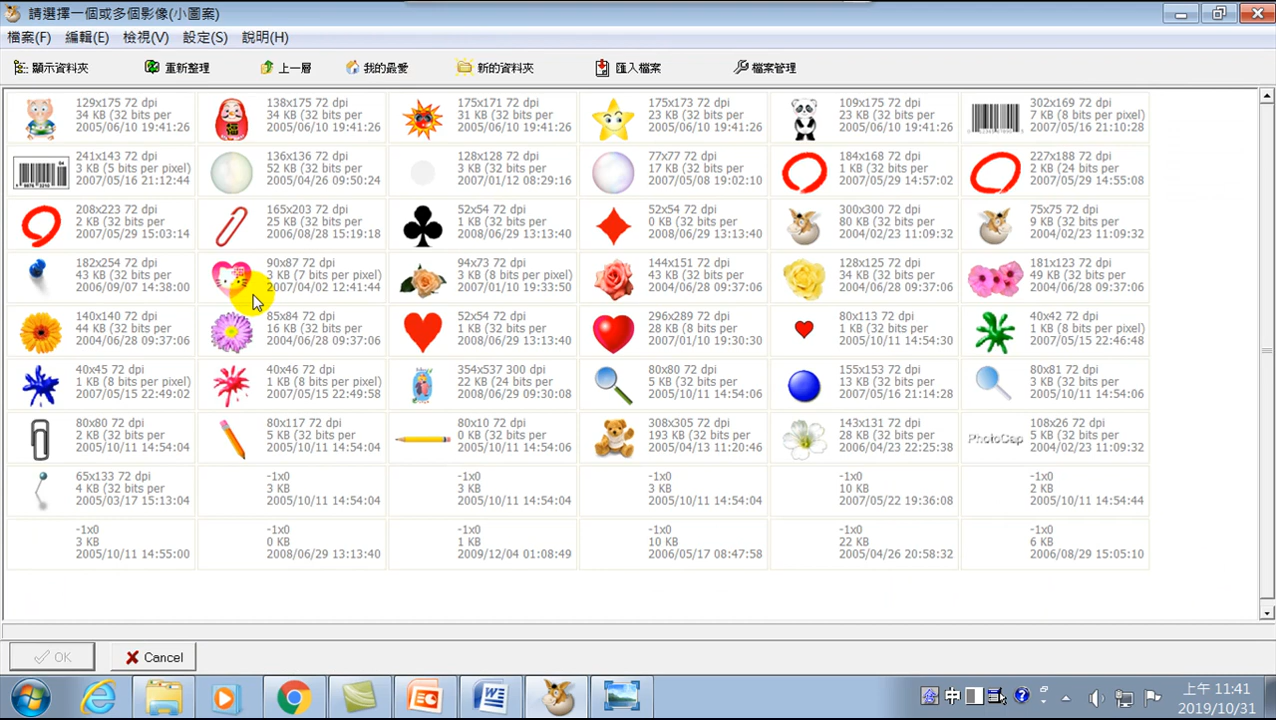 請選擇一個或多個影像(小圖案)
檔案(F) 編輯(E) 檢視(V) 設定(S) 說明(H)
顯示資料夾 重新整理 上一層 我的最愛 新的資料夾 匯入檔案 檔案管理
129x175 72 dpi 138x175 72 dpi 175x171 72 dpi 175x173 72 dpi 109x175 72 dpi 302x169 72 dpi
34 KB (32 bits per 34 KB (32 bits per 31 KB (32 bits per 23 KB (32 bits per 23 KB (32 bits per 7 KB (8 bits per pixel)
2005/06/10 19:41:26 2005/06/10 19:41:26 2005/06/10 19:41:26 2005/06/10 19:41:26 2005/06/10 19:41:26 2007/05/16 21:10:28
241x143 72 dpi 136x136 72 dpi 128x128 72 dpi 77x77 72 dpi 184x168 72 dpi 227x188 72 dpi
3 KB (5 bits per pixel) 52 KB (32 bits per 3 KB (32 bits per 17 KB (32 bits per 1 KB (32 bits per 2 KB (24 bits per
2007/05/16 21:12:44 2005/04/26 09:50:24 2007/01/12 08:29:16 2007/05/08 19:02:10 2007/05/29 14:57:02 2007/05/29 14:55:08
208x223 72 dpi 165x203 72 dpi 52x54 72 dpi 52x54 72 dpi 300x300 72 dpi 75x75 72 dpi
2 KB (32 bits per 25 KB (32 bits per 1 KB (32 bits per 0 KB (32 bits per 80 KB (32 bits per 9 KB (32 bits per
2007/05/29 15:03:14 2006/03/28 15:19:18 2008/06/29 13:13:40 2008/06/29 13:13:40 2004/02/23 11:09:32 2004/02/23 11:09:32
182x254 72 dpi 90x87 72 dpi 94x73 72 dpi 144x151 72 dpi 128x125 72 dpi 181x123 72 dpi
43 KB (32 bits per 3 KB (7 bits per pixel) 3 KB (8 bits per pixel) 43 KB (32 bits per 34 KB (32 bits per 49 KB (32 bits per
2006/09/07 14:38:00 2007/07/02 12:41:44 2007/01/10 19:33:50 2004/06/28 09:37:06 2004/06/28 09:37:06 2004/06/28 09:37:06
140x140 72 dpi 85x84 72 dpi 52x54 72 dpi 296x289 72 dpi 80x113 72 dpi 40x42 72 dpi
44 KB (32 bits per 16 KB (32 bits per 1 KB (32 bits per 28 KB (8 bits per 1 KB (32 bits per 1 KB (8 bits per pixel)
2004/06/28 09:37:06 2004/06/28 09:37:06 2008/06/29 13:13:40 2007/01/10 19:30:30 2005/10/11 14:54:30 2007/05/15 22:46:48
40x45 72 dpi 40x46 72 dpi 354x537 300 dpi 80x80 72 dpi 155x153 72 dpi 80x81 72 dpi
1 KB (8 bits per pixel) 1 KB (8 bits per pixel) 22 KB (24 bits per 5 KB (32 bits per 13 KB (32 bits per 3 KB (32 bits per
2007/05/15 22:49:02 2007/05/15 22:49:58 2008/06/29 09:30:08 2005/10/11 14:54:06 2007/05/16 21:14:28 2005/10/11 14:54:06
80x80 72 dpi 80x117 72 dpi 80x10 72 dpi 308x305 72 dpi 143x131 72 dpi 108x26 72 dpi
2 KB (32 bits per 5 KB (32 bits per 0 KB (32 bits per 193 KB (32 bits per 28 KB (32 bits per PhotoCap 5 KB (32 bits per
2005/10/11 14:54:04 2005/10/11 14:54:04 2005/10/11 14:54:06 2005/04/13 11:20:46 2006/04/23 22:25:38 2004/02/23 11:09:32
65x133 72 dpi -1x0 -1x0 -1x0 -1x0 -1x0
4 KB (32 bits per 3 KB 3 KB 3 KB 10 KB 2 KB
2005/03/17 15:13:04 2005/10/11 14:54:04 2005/10/11 14:54:04 2005/10/11 14:54:04 2007/05/22 19:36:08 2005/10/11 14:54:44
-1x0 -1x0 -1x0 -1x0 -1x0 -1x0
3 KB 0 KB 1 KB 10 KB 22 KB 6 KB
2005/10/11 14:55:00 2008/06/29 13:13:40 2009/12/04 01:08:49 2006/05/17 08:47:58 2005/04/26 20:58:32 2006/08/29 15:05:10
OK Cancel
中 上午 11:41
2019/10/31